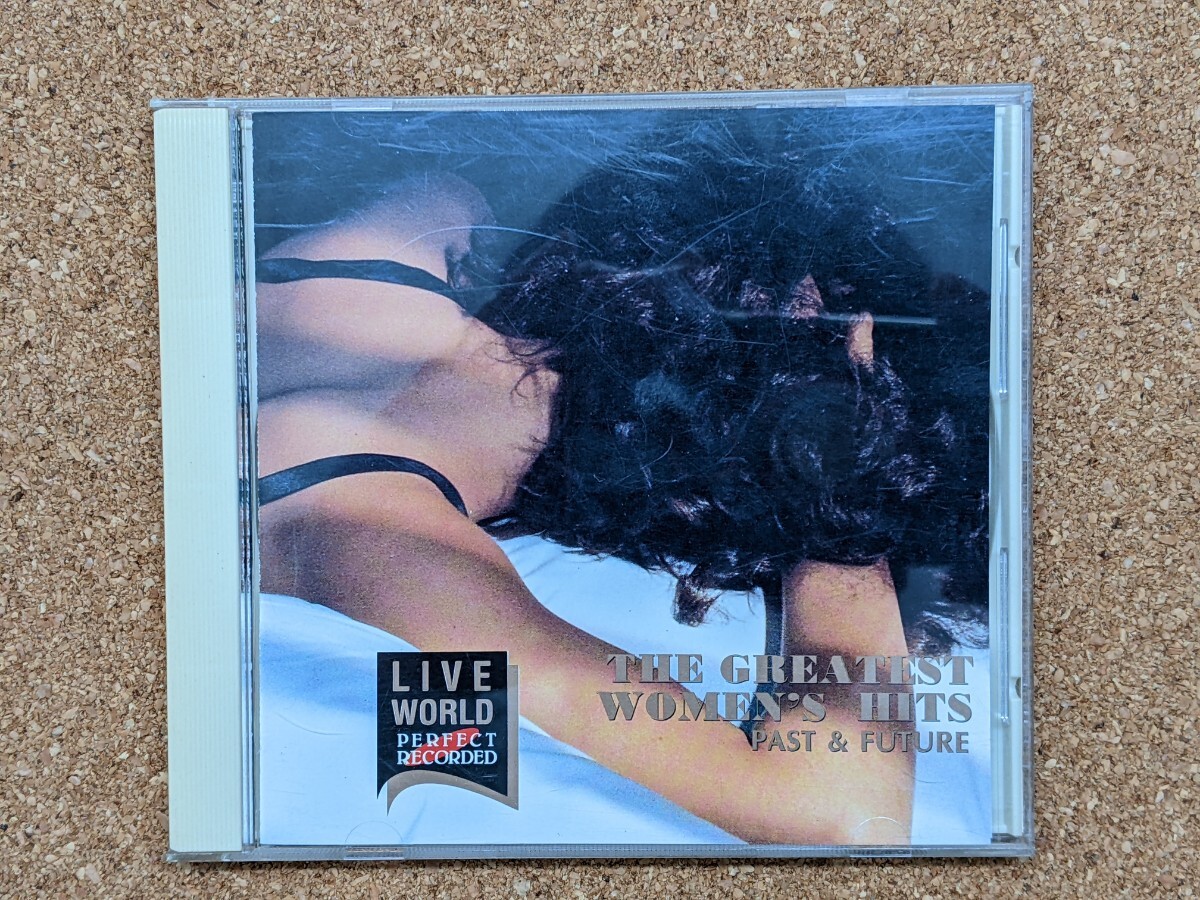 LIVE
WORLD
PERFECT
RECORDED
THE GREATEST
WOMEN'S HITS
PAST & FUTURE